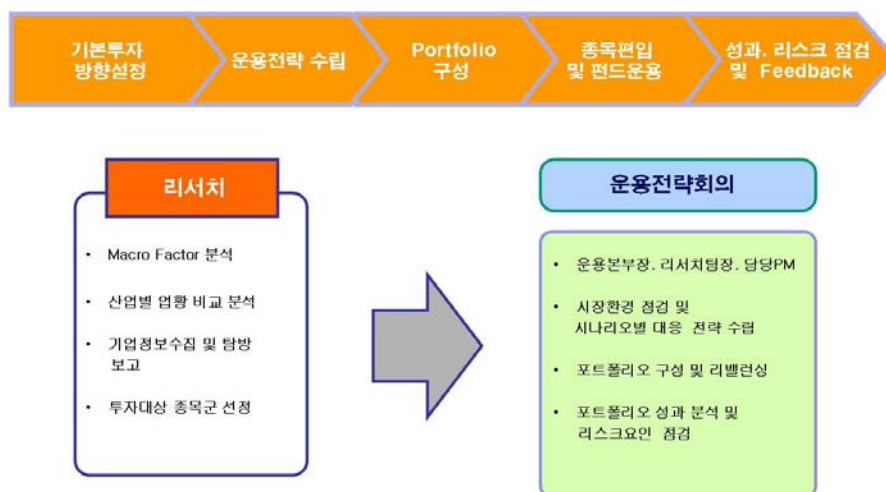 기본투자
방향설정
운용전략 수립
Portfolio
구성
종목편입
및 펀드운용
성과. 리스크 점검
및 Feedback
리서치
• Macro Factor 분석
• 산업별 업황 비교 분석
• 기업정보수집 및 탐방
보고
• 투자대상 종목군 선정
운용전략회의
• 운용본부장. 리서치팀장. 담당PM
• 시장환경 점검 및
시나리오별 대응 전략 수립
• 포트폴리오 구성 및 리밸런싱
• 포트폴리오 성과 분석 및
리스크요인 점검